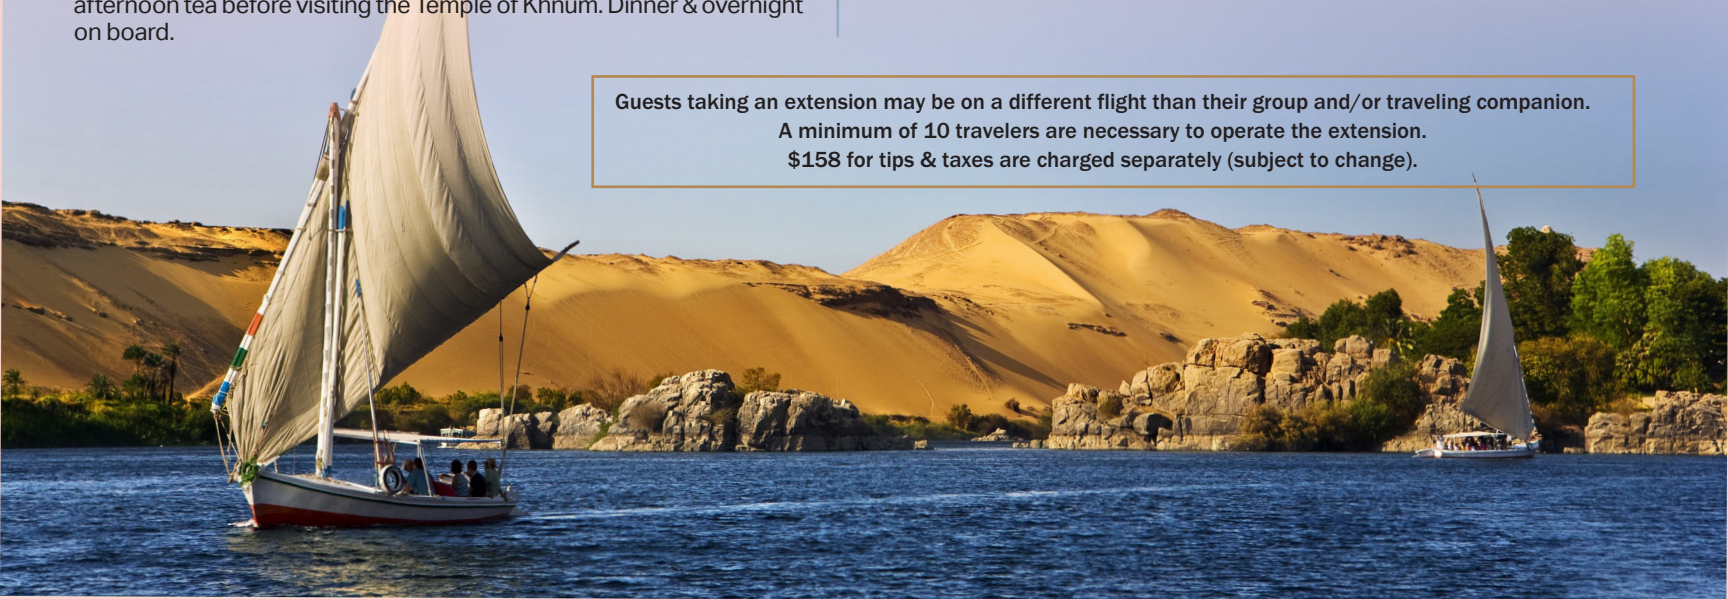 afternoon tea before visiting the Temple of Khnum. Dinner & overnight
on board.
Guests taking an extension may be on a different flight than their group and/or traveling companion.
A minimum of 10 travelers are necessary to operate the extension.
$158 for tips & taxes are charged separately (subject to change).